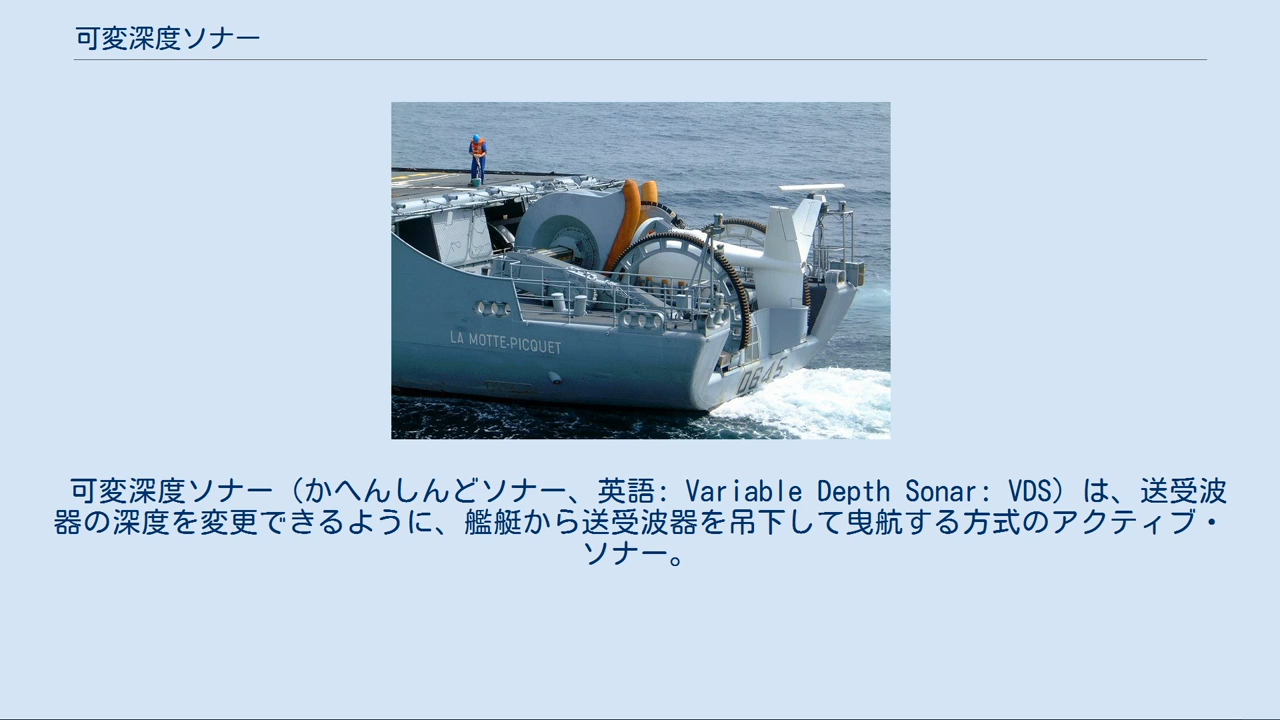 可変深度ソナー
LA MOTTE-PICQUET
D645
可変深度ソナー（かへんしんどソナー、英語: Variable Depth Sonar: VDS）は、送受波
器の深度を変更できるように、艦艇から送受波器を吊下して曳航する方式のアクティブ・
ソナー。